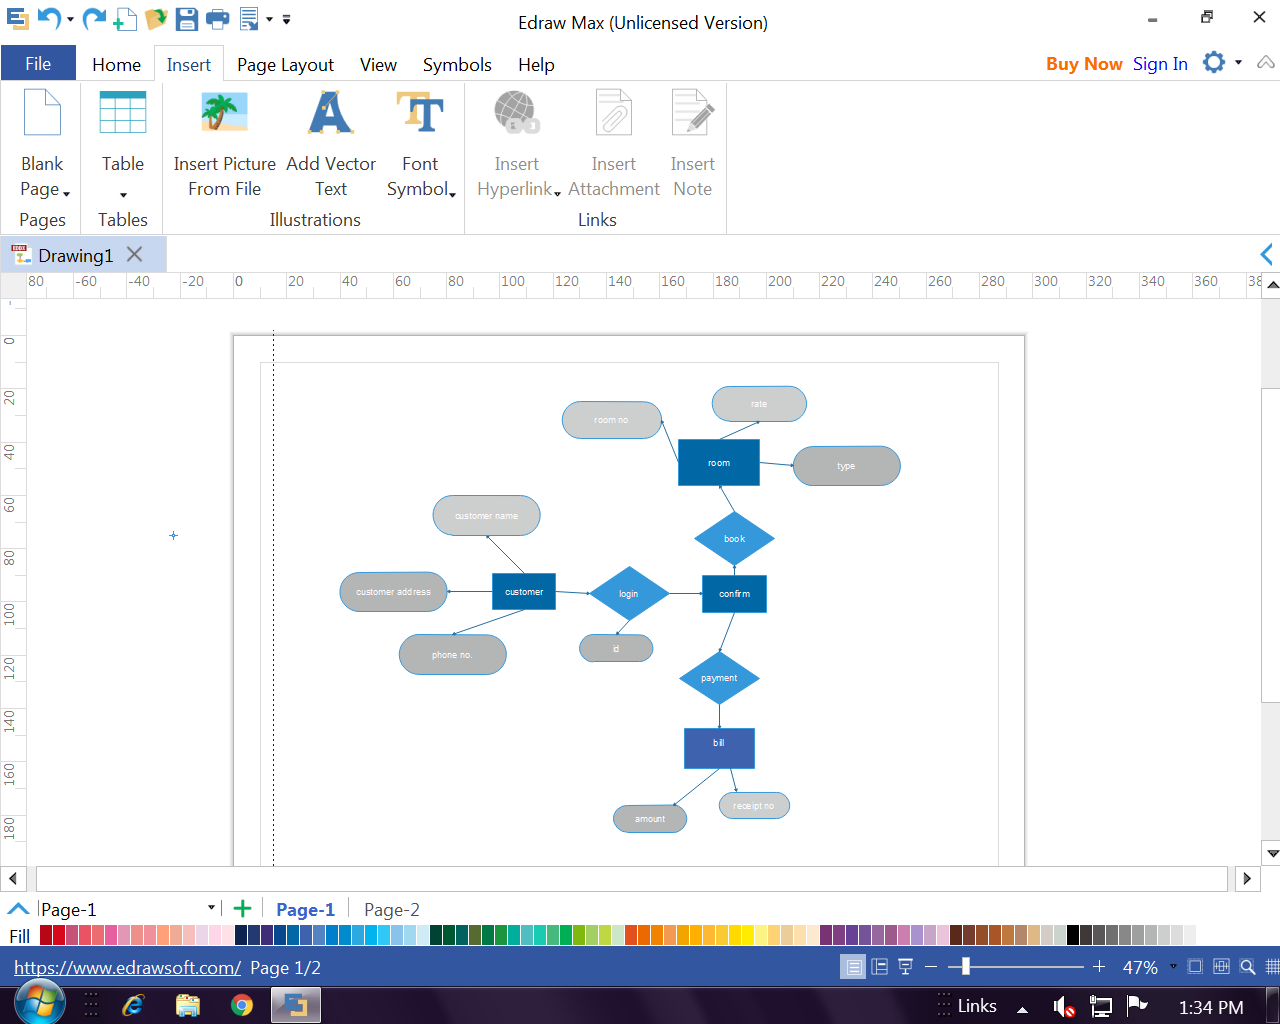 Edraw Max (Unlicensed Version)
File Home Insert Page Layout View Symbols Help Buy Now Sign In
Blank Page
Table
Insert Picture From File
Add Vector Text
Font Symbol
Insert Hyperlink
Insert Attachment
Insert Note
Pages Tables Illustrations Links
EDDX
Drawing1
80 -60 -40 -20 0 20 40 60 80 100 120 140 160 180 200 220 240 260 280 300 320 340 360 38
0
20
40
60
80
100
120
140
160
180
rate
room no
room
type
customer name
book
customer address
customer
login
confirm
id
phone no.
payment
bill
receipt no
amount
Page-1 Page-1 Page-2
Fill
https://www.edrawsoft.com/ Page 1/2 47%
Links 1:34 PM